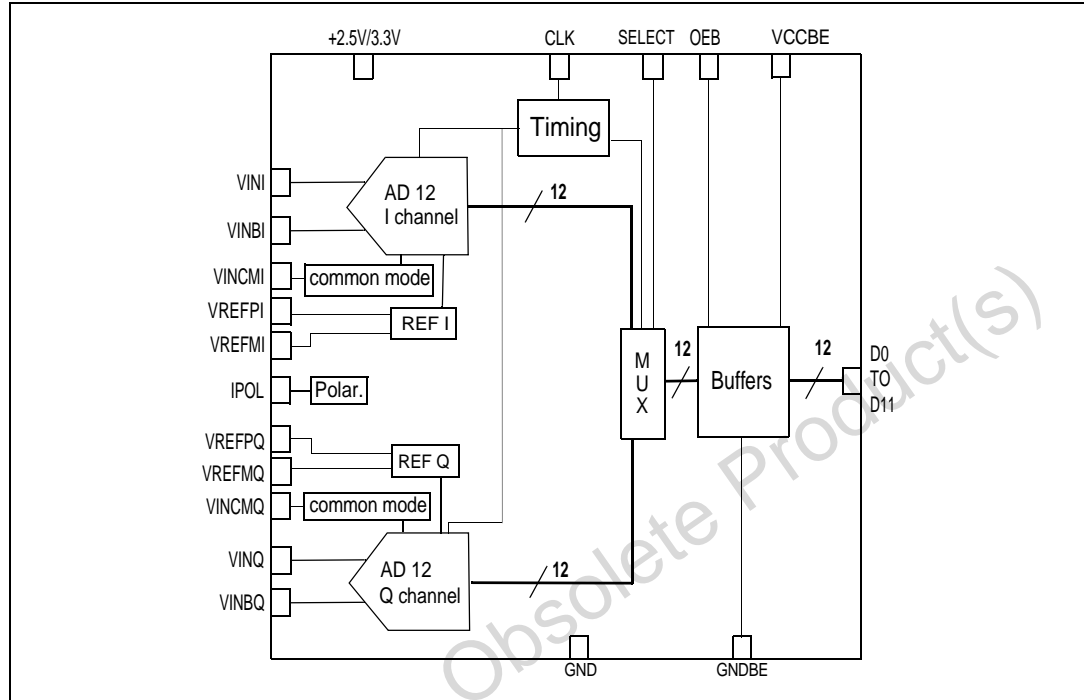 +2.5V/3.3V CLK SELECT OEB VCCBE
Timing
VINI
AD 12
I channel
12
VINBI
VINCMI
common mode
VREFPI
REF I
VREFMI
MUX
12
Buffers
12
D0
TO
D11
IPOL
Polar.
VREFPQ
REF Q
VREFMQ
VINCMQ
common mode
VINQ
AD 12
Q channel
12
VINBQ
GND
GNDBE
Obsolete Product(s)